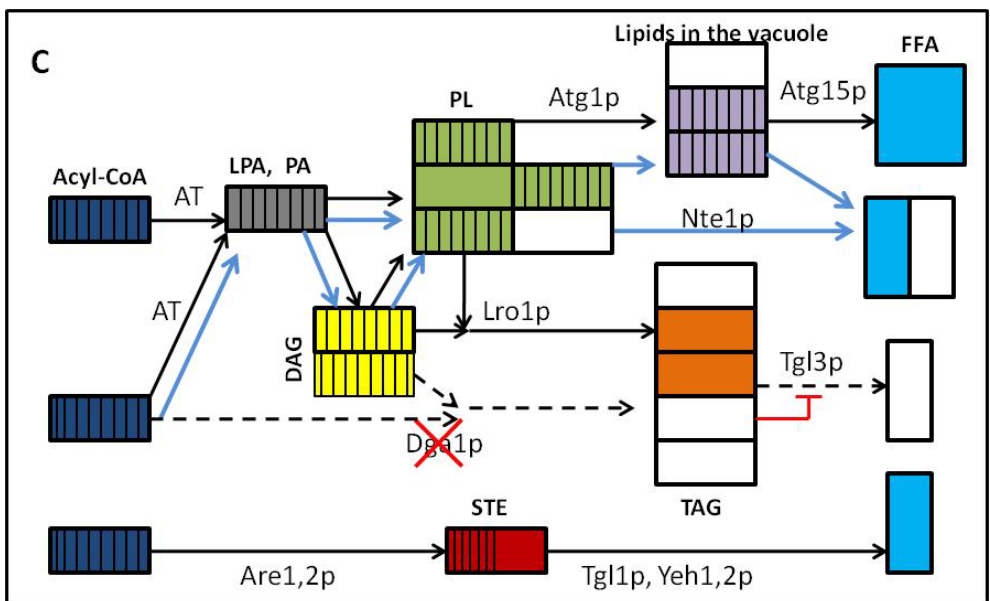 C
Lipids in the vacuole
FFA
PL
Atg1p
Atg15p
Acyl-CoA
LPA, PA
AT
Nte1p
AT
DAG
Lro1p
Tgl3p
Dga1p
STE
TAG
Are1,2p
Tgl1p, Yeh1,2p